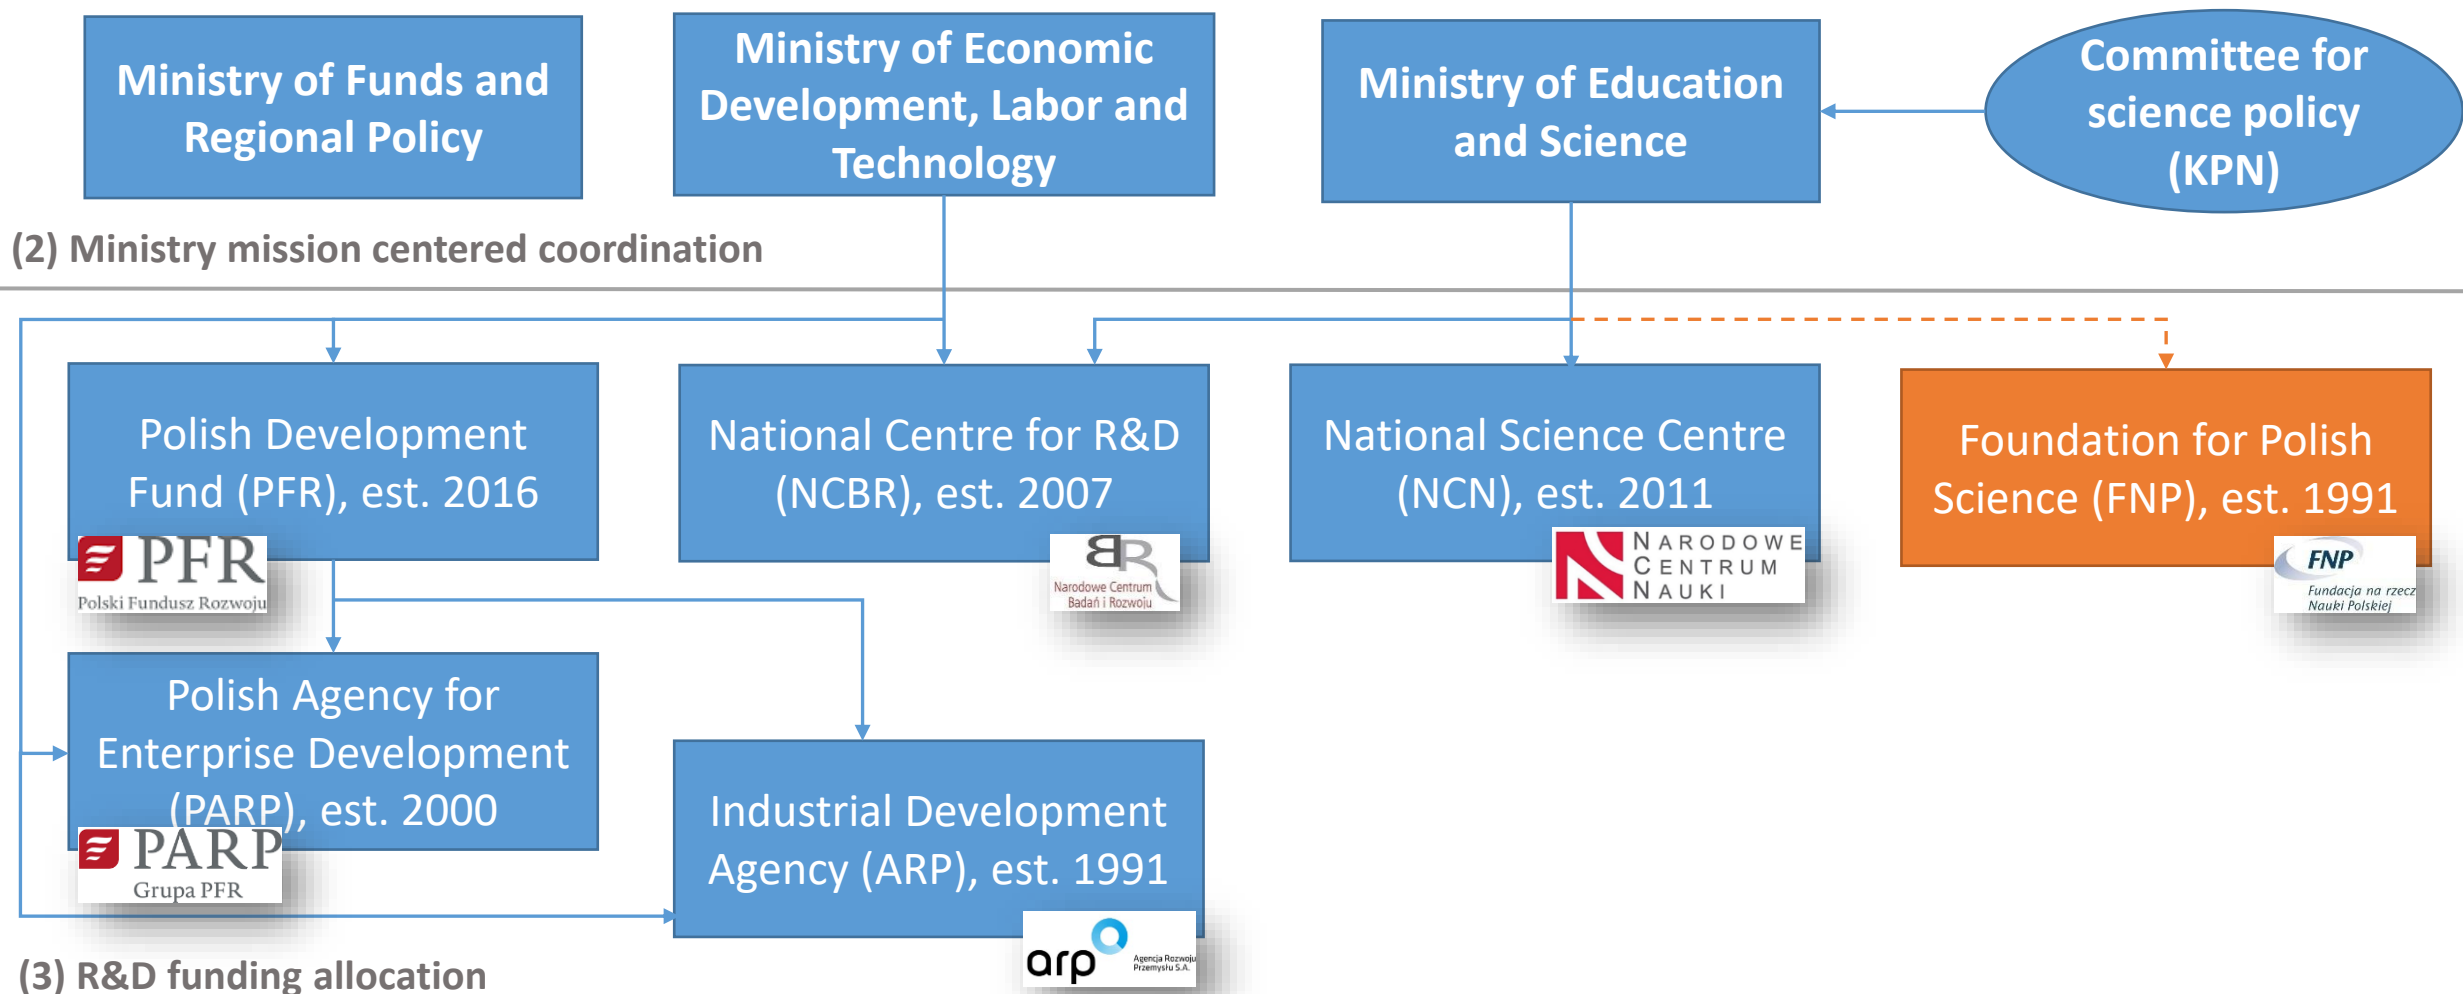 Ministry of Funds and
Regional Policy
Ministry of Economic
Development, Labor and
Technology
Ministry of Education
and Science
Committee for
science policy
(KPN)
(2) Ministry mission centered coordination
Polish Development
Fund (PFR), est. 2016
PFR
Polski Fundusz Rozwoju
National Centre for R&D
(NCBR), est. 2007
BR
Narodowe Centrum
Badań i Rozwoju
National Science Centre
(NCN), est. 2011
NARODOWE
CENTRUM
NAUKI
Foundation for Polish
Science (FNP), est. 1991
FNP
Fundacja na rzecz
Nauki Polskiej
Polish Agency for
Enterprise Development
(PARP), est. 2000
PARP
Grupa PFR
Industrial Development
Agency (ARP), est. 1991
arp
Agencja Rozwoju
Przemysłu S.A.
(3) R&D funding allocation